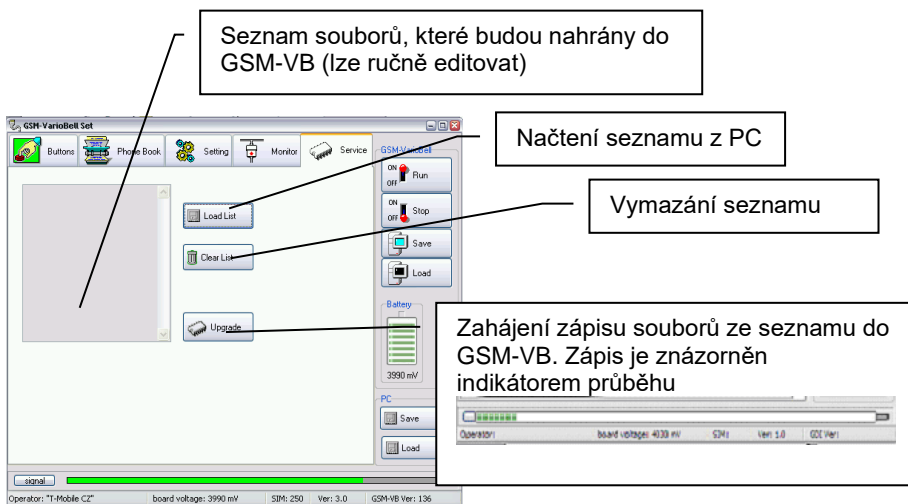 Seznam souborů, které budou nahrány do
GSM-VB (lze ručně editovat)
GSM-VarioBell Set
Buttons
Phone Book
Setting
Monitor
Service
GSM-VarioBell
Načtení seznamu z PC
ON
OFF
Run
ON
OFF
Stop
Vymazání seznamu
Load List
Save
Clear List
Load
Battery
Upgrade
Zahájení zápisu souborů ze seznamu do
GSM-VB. Zápis je znázorněn
indikátorem průběhu
3990 mV
PC
Save
Operator:
board voltage: 4033 mV
SIM:
Ver: 1.0
Load
signal
Operator: "T-Mobile CZ"
board voltage: 3990 mV
SIM: 250
Ver: 3.0
GSM-VB Ver: 136